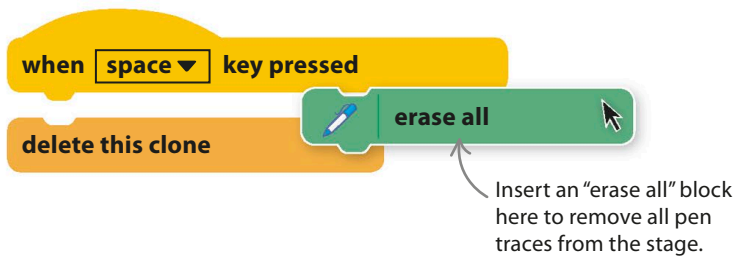 when space key pressed
erase all
delete this clone
Insert an “erase all” block
here to remove all pen
traces from the stage.